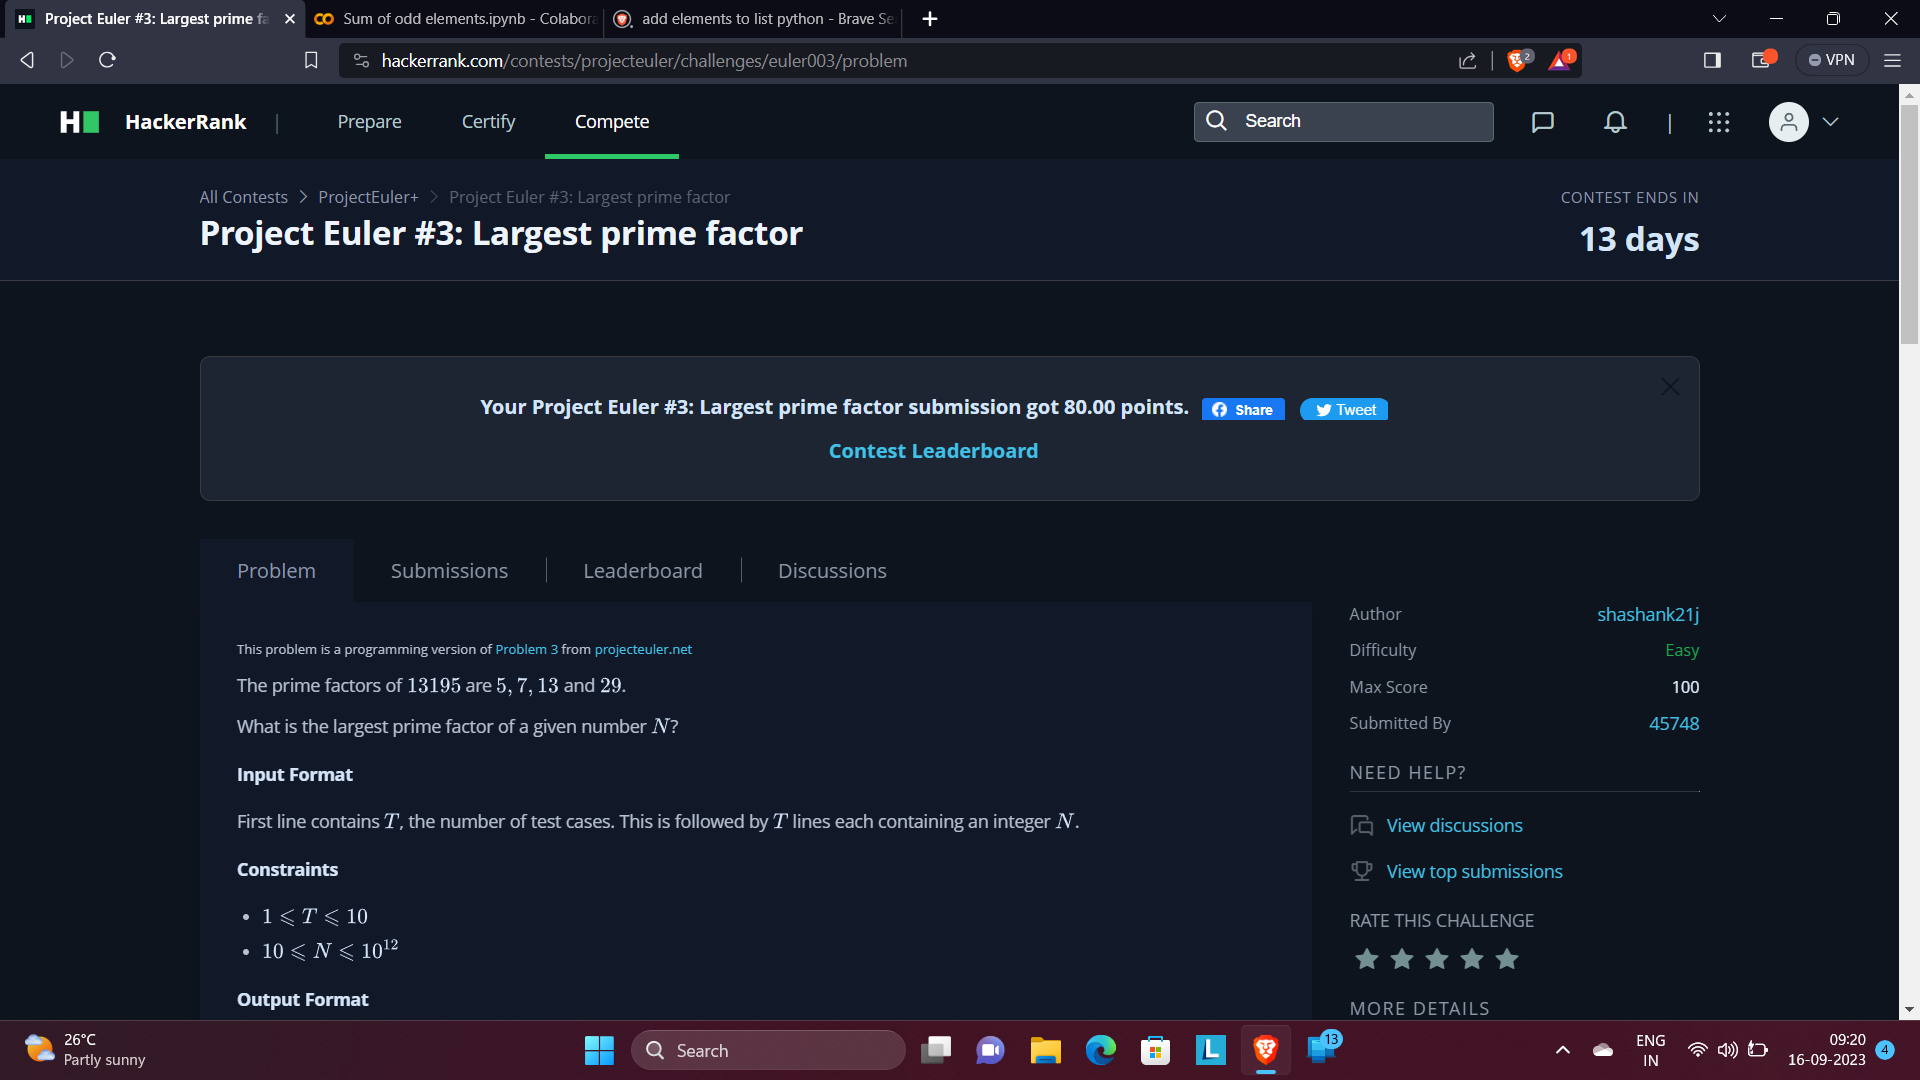 Project Euler #3: Largest prime fa
Sum of odd elements.ipynb - Colabora
add elements to list python - Brave Se
hackerrank.com/contests/projecteuler/challenges/euler003/problem
2
1
VPN
H
HackerRank
Prepare
Certify
Compete
Search
All Contests > ProjectEuler+ > Project Euler #3: Largest prime factor
CONTEST ENDS IN
Project Euler #3: Largest prime factor
13 days
Your Project Euler #3: Largest prime factor submission got 80.00 points.
Share
Tweet
Contest Leaderboard
Problem
Submissions
Leaderboard
Discussions
This problem is a programming version of Problem 3 from projecteuler.net
The prime factors of 13195 are 5, 7, 13 and 29.
What is the largest prime factor of a given number N?
Input Format
First line contains T, the number of test cases. This is followed by T lines each containing an integer N.
Constraints
• 1 ⩽ T ⩽ 10
• 10 ⩽ N ⩽ 10¹²
Output Format
Author shashank21j
Difficulty Easy
Max Score 100
Submitted By 45748
NEED HELP?
View discussions
View top submissions
RATE THIS CHALLENGE
MORE DETAILS
26°C
Partly sunny
Search
L
13
ENG
IN
09:20
16-09-2023
4